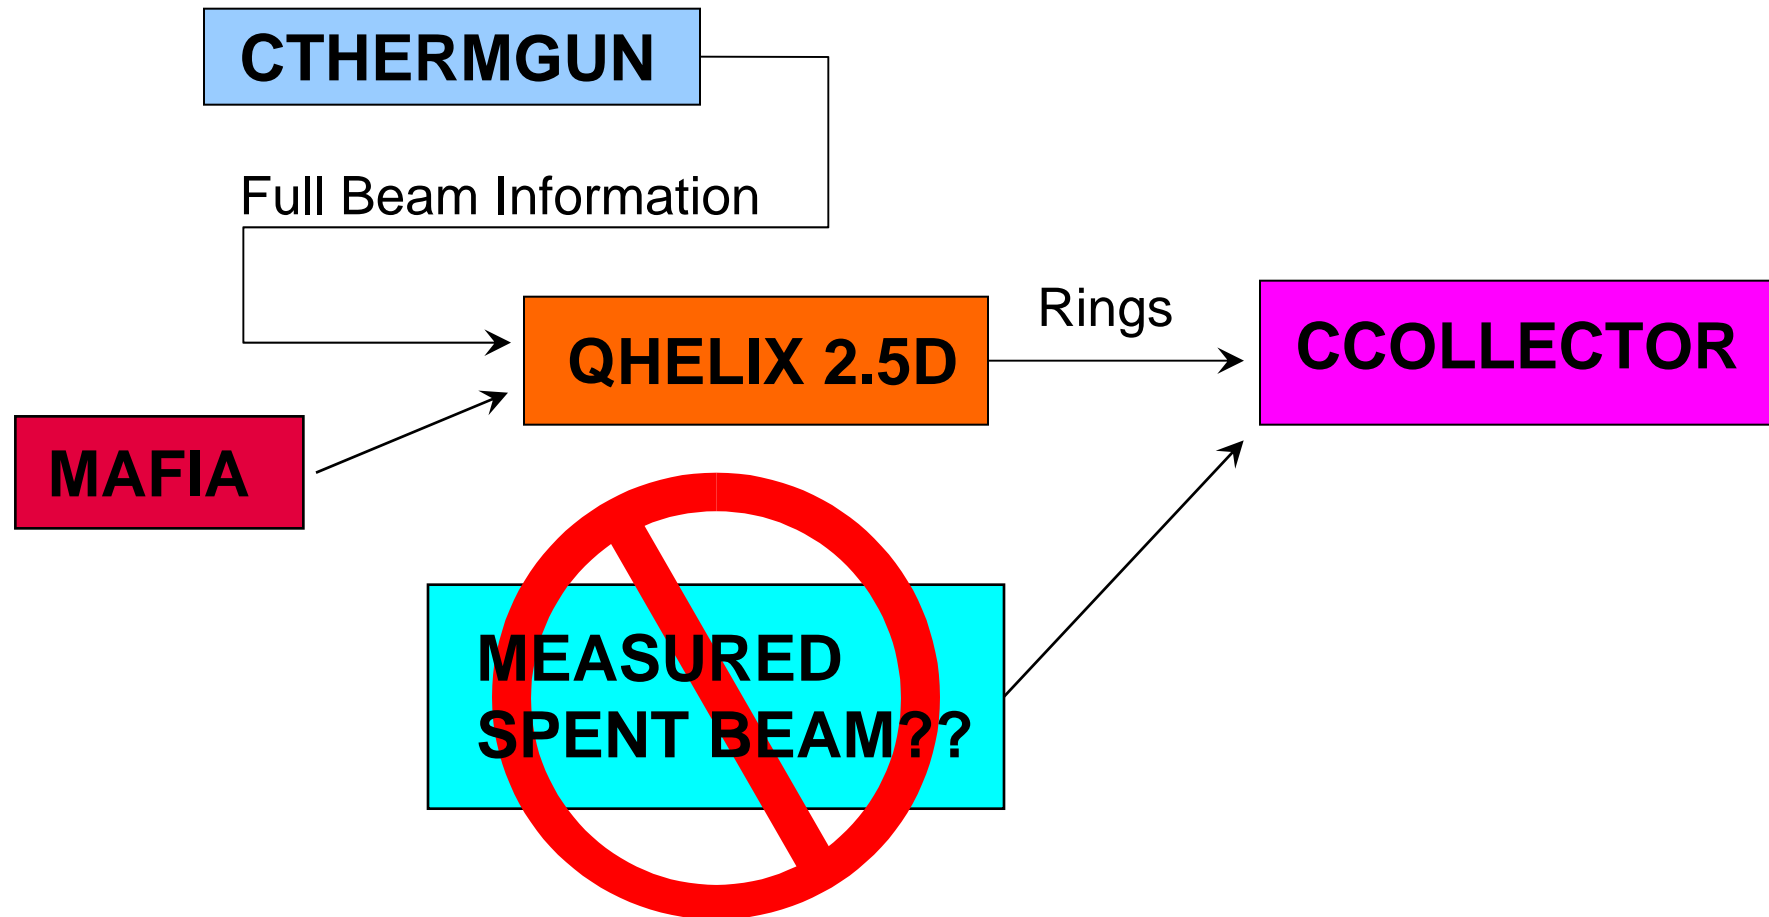 CTHERMGUN
Full Beam Information
Rings
QHELIX 2.5D
CCOLLECTOR
MAFIA
MEASURED
SPENT BEAM??